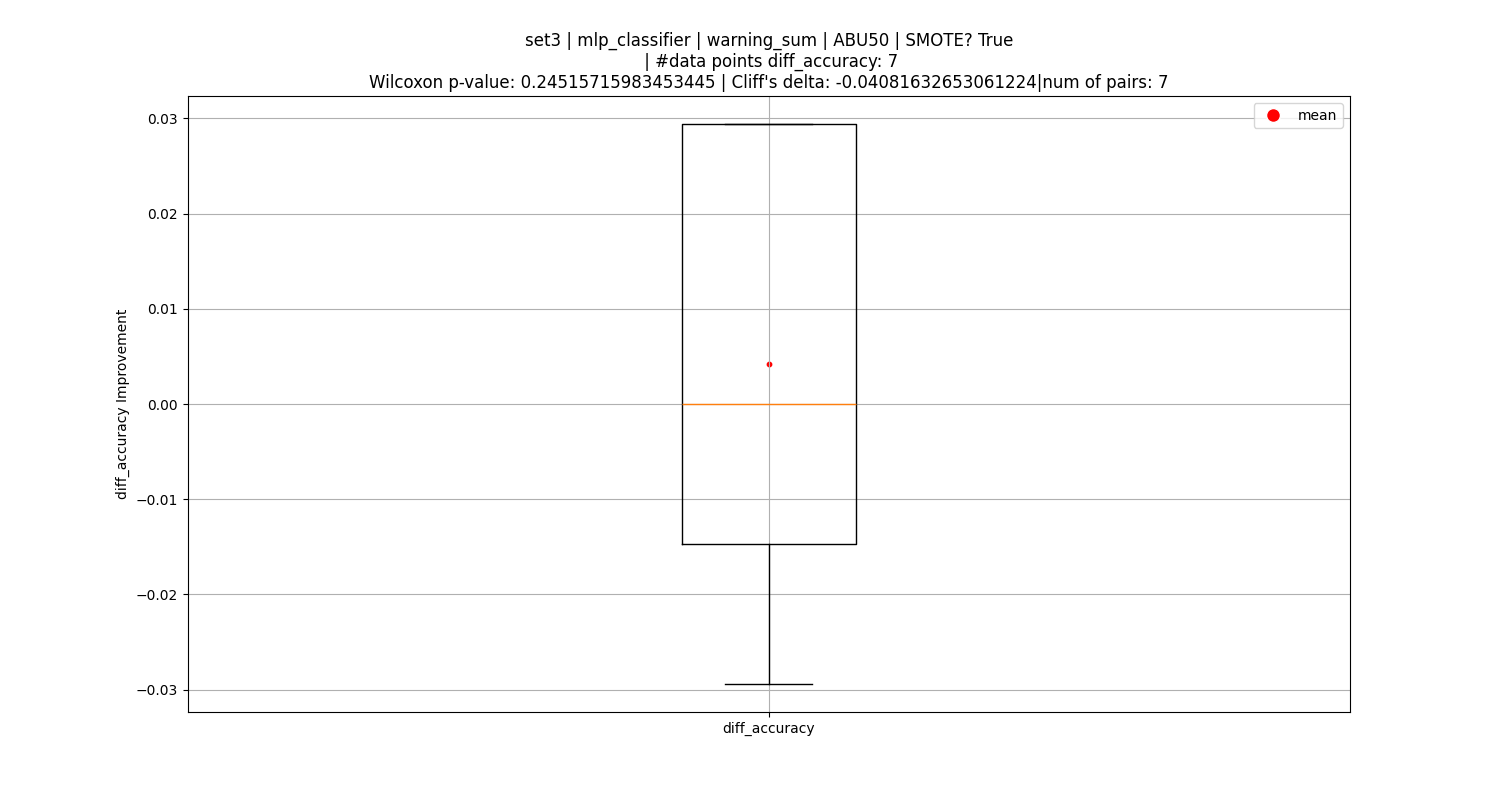 set3 | mlp_classifier | warning_sum | ABU50 | SMOTE? True
| #data points diff_accuracy: 7
Wilcoxon p-value: 0.24515715983453445 | Cliff's delta: -0.04081632653061224|num of pairs: 7
mean
0.03
0.02
0.01
0.00
−0.01
−0.02
−0.03
diff_accuracy Improvement
diff_accuracy